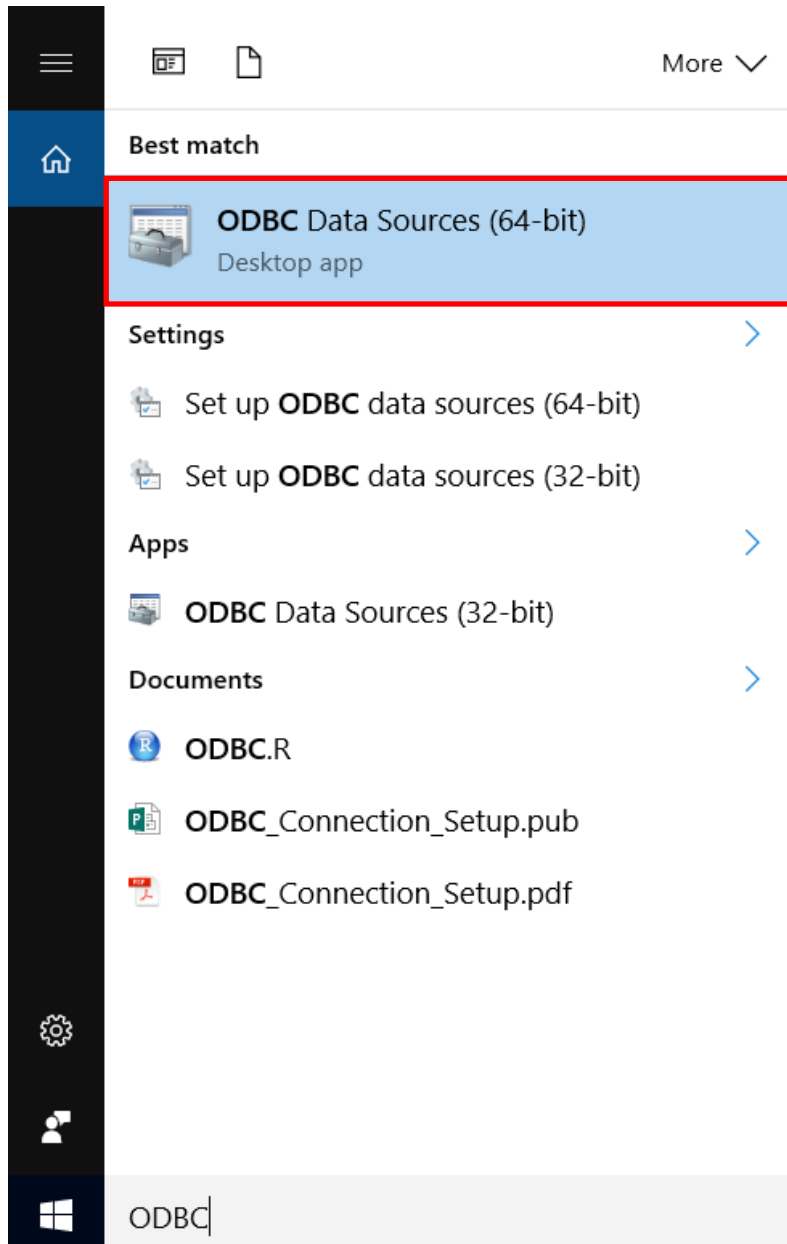 More
Best match
ODBC Data Sources (64-bit)
Desktop app
Settings
Set up ODBC data sources (64-bit)
Set up ODBC data sources (32-bit)
Apps
ODBC Data Sources (32-bit)
Documents
ODBC.R
ODBC_Connection_Setup.pub
ODBC_Connection_Setup.pdf
ODBC